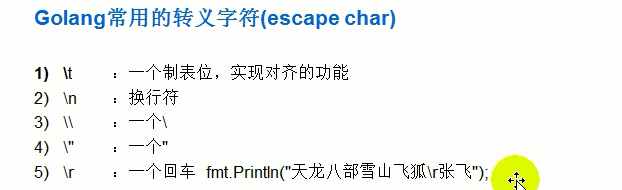 Golang常用的转义字符(escape char)
1) \t ：一个制表位，实现对齐的功能
2) \n ：换行符
3) \\ ：一个\
4) \" ：一个"
5) \r ：一个回车 fmt.Println("天龙八部雪山飞狐\r张飞");